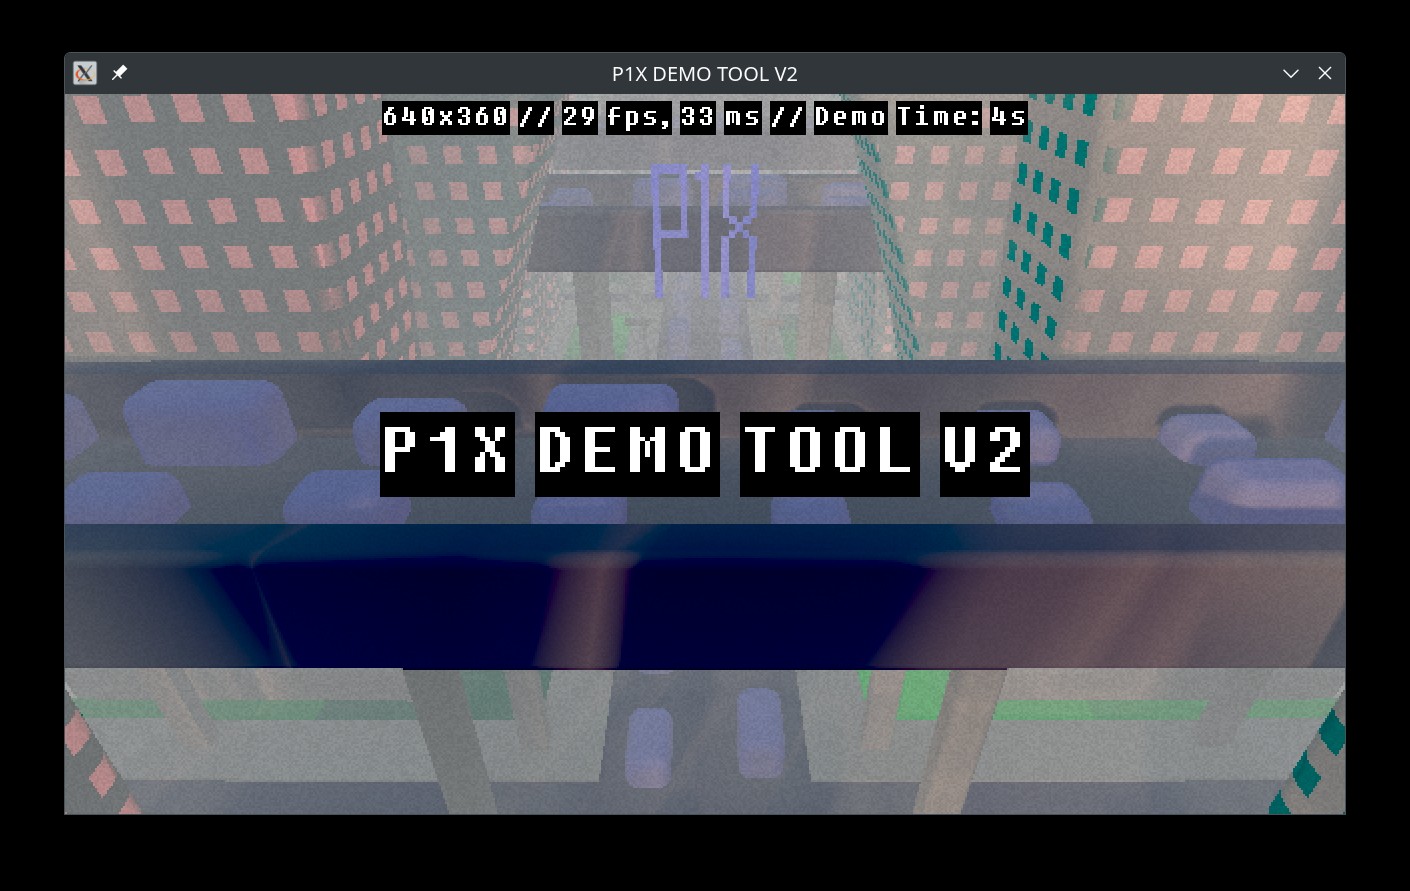 P1X DEMO TOOL V2
640x360 // 29 fps, 33 ms // Demo Time: 4s
P1X
P1X DEMO TOOL V2